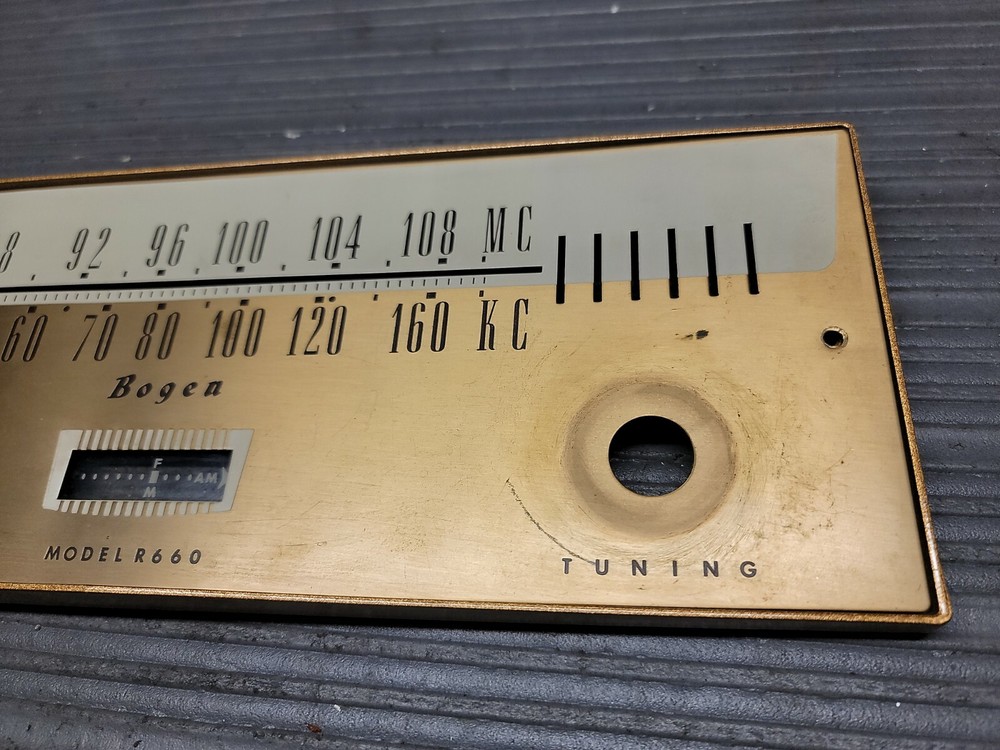 8 92 96 100 104 108 MC
60 70 80 100 120 160 KC
Bogen
F
AM
M
MODEL R660
TUNING